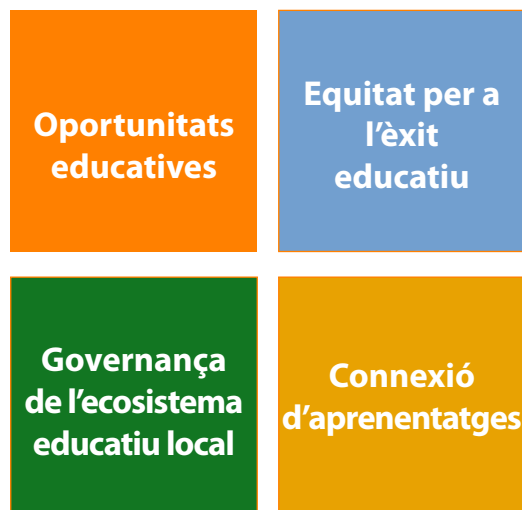 Oportunitats
educatives
Equitat per a
l’èxit
educatiu
Governança
de l’ecosistema
educatiu local
Connexió
d’aprenentatges